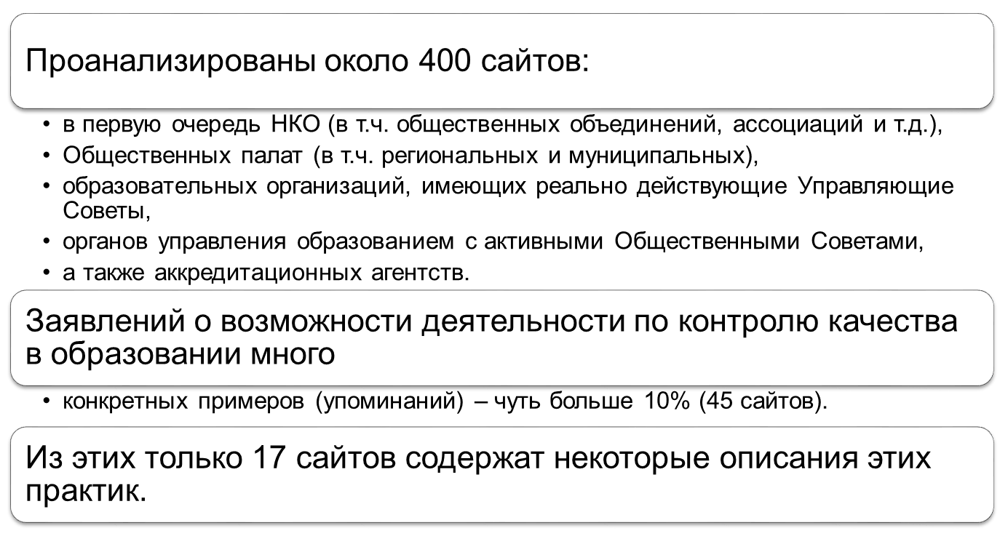 Проанализированы около 400 сайтов:
• в первую очередь НКО (в т.ч. общественных объединений, ассоциаций и т.д.),
• Общественных палат (в т.ч. региональных и муниципальных),
• образовательных организаций, имеющих реально действующие Управляющие
Советы,
• органов управления образованием с активными Общественными Советами,
• а также аккредитационных агентств.
Заявлений о возможности деятельности по контролю качества
в образовании много
• конкретных примеров (упоминаний) – чуть больше 10% (45 сайтов).
Из этих только 17 сайтов содержат некоторые описания этих
практик.